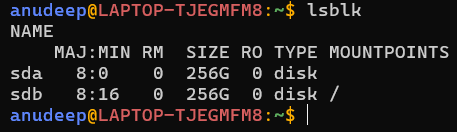 anudeep@LAPTOP-TJEGMFM8:~$ lsblk
NAME
     MAJ:MIN RM   SIZE RO TYPE MOUNTPOINTS
sda    8:0    0   256G  0 disk
sdb    8:16   0   256G  0 disk /
anudeep@LAPTOP-TJEGMFM8:~$